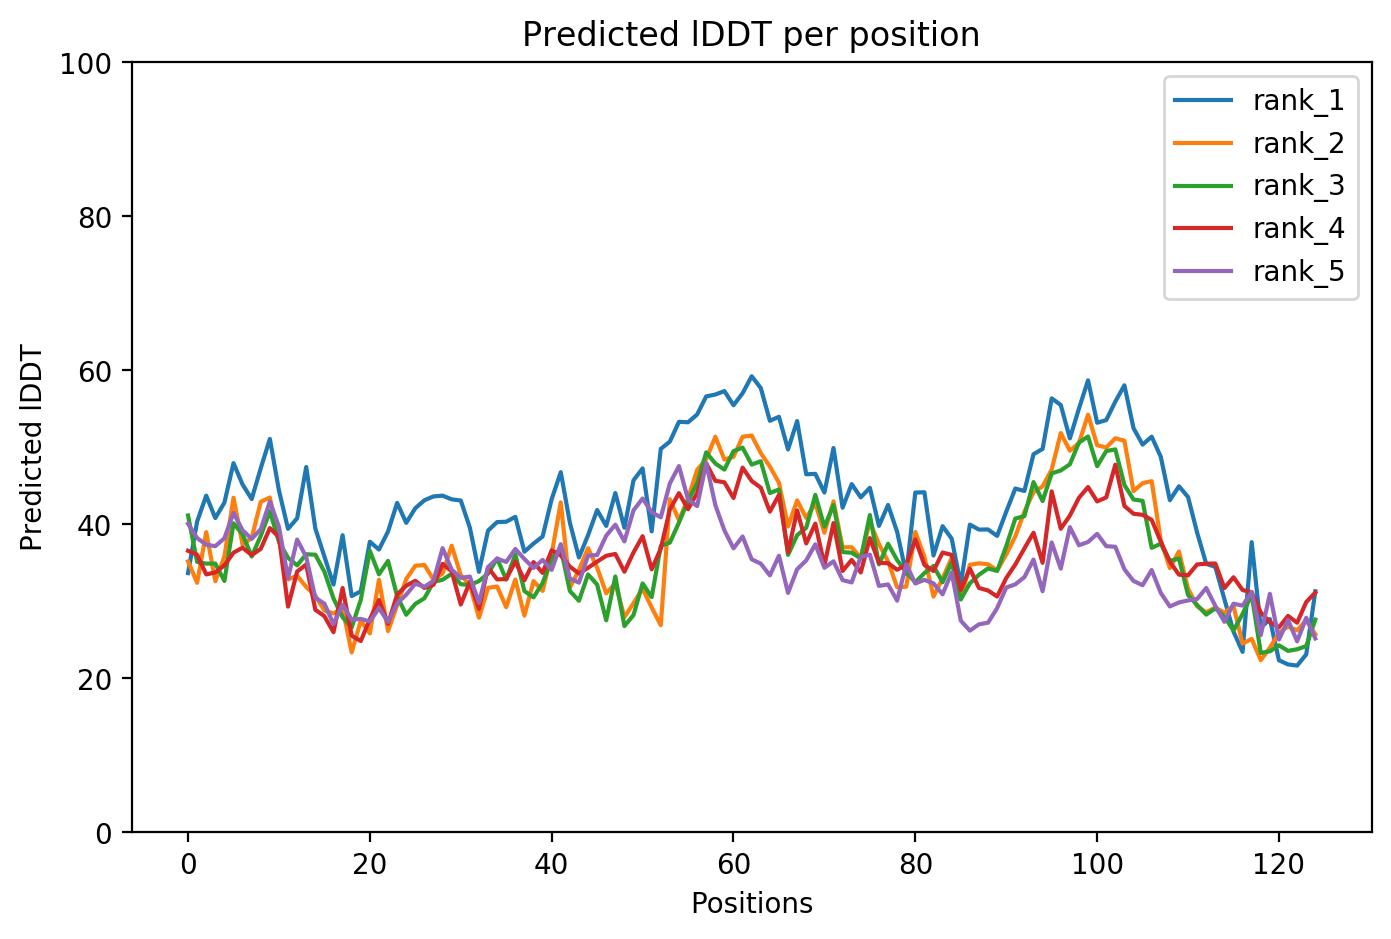 Predicted lDDT per position
100
80
60
40
20
0
Predicted lDDT
0 20 40 60 80 100 120
Positions
rank_1
rank_2
rank_3
rank_4
rank_5